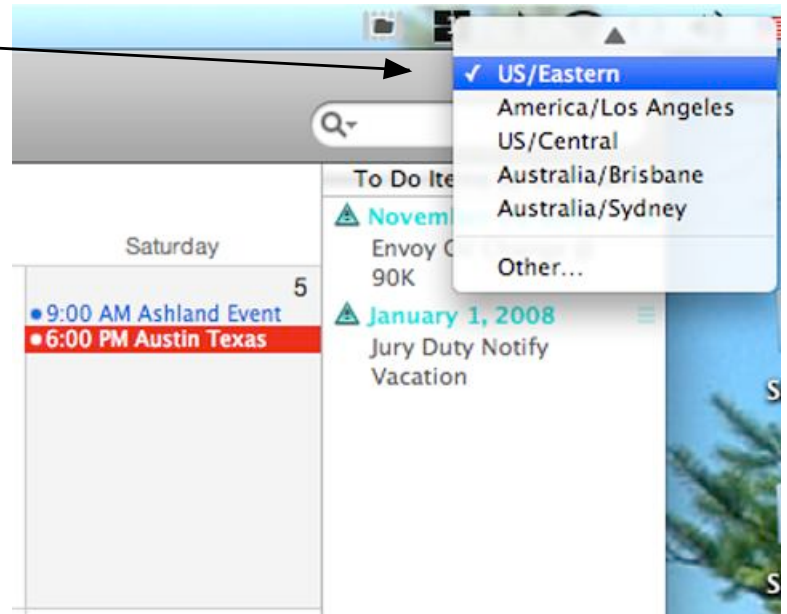 US/Eastern
America/Los Angeles
US/Central
Australia/Brisbane
Australia/Sydney
Other...
To Do Ite
Novem
Envoy
90K
January 1, 2008
Jury Duty Notify
Vacation
Saturday
5
9:00 AM Ashland Event
6:00 PM Austin Texas
S
S